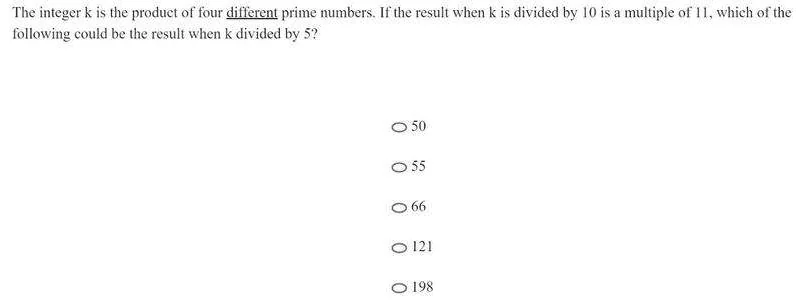 The integer k is the product of four different prime numbers. If the result when k is divided by 10 is a multiple of 11, which of the
following could be the result when k divided by 5?
50
55
66
121
198